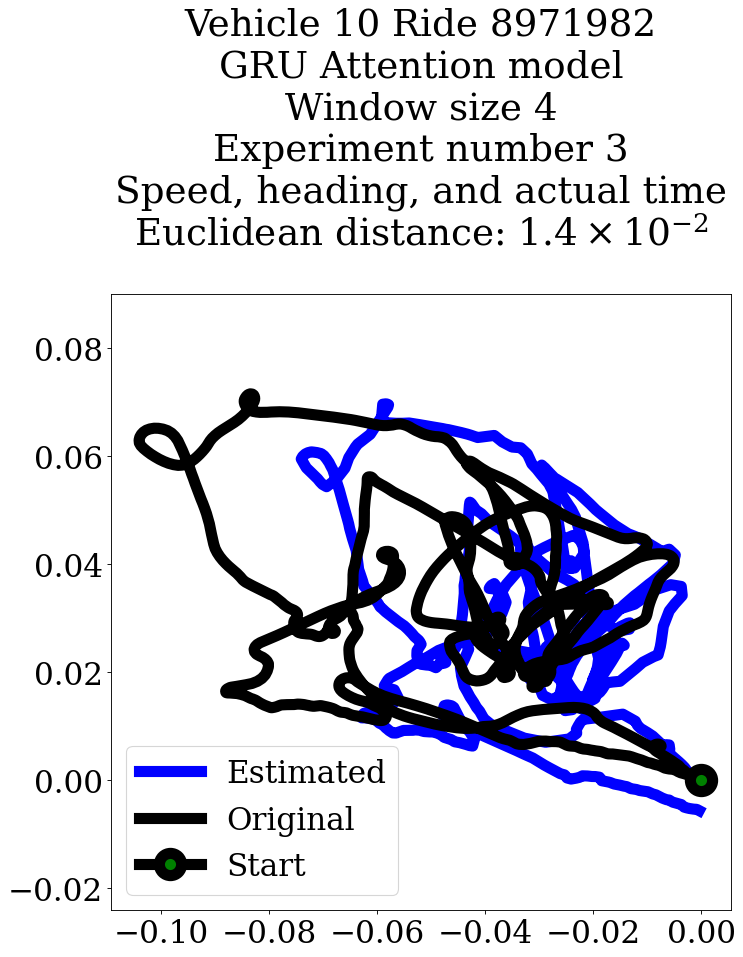 Vehicle 10 Ride 8971982
GRU Attention model
Window size 4
Experiment number 3
Speed, heading, and actual time
Euclidean distance: 1.4 × 10⁻²
0.08
0.06
0.04
0.02
0.00
−0.02
Estimated
Original
Start
−0.10 −0.08 −0.06 −0.04 −0.02 0.00